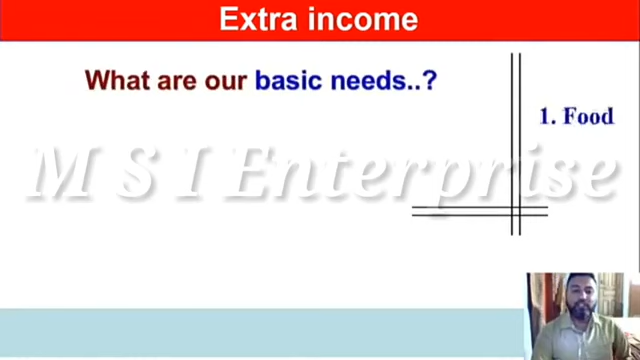 Extra income
What are our basic needs..?
1. Food
M S I Enterprise